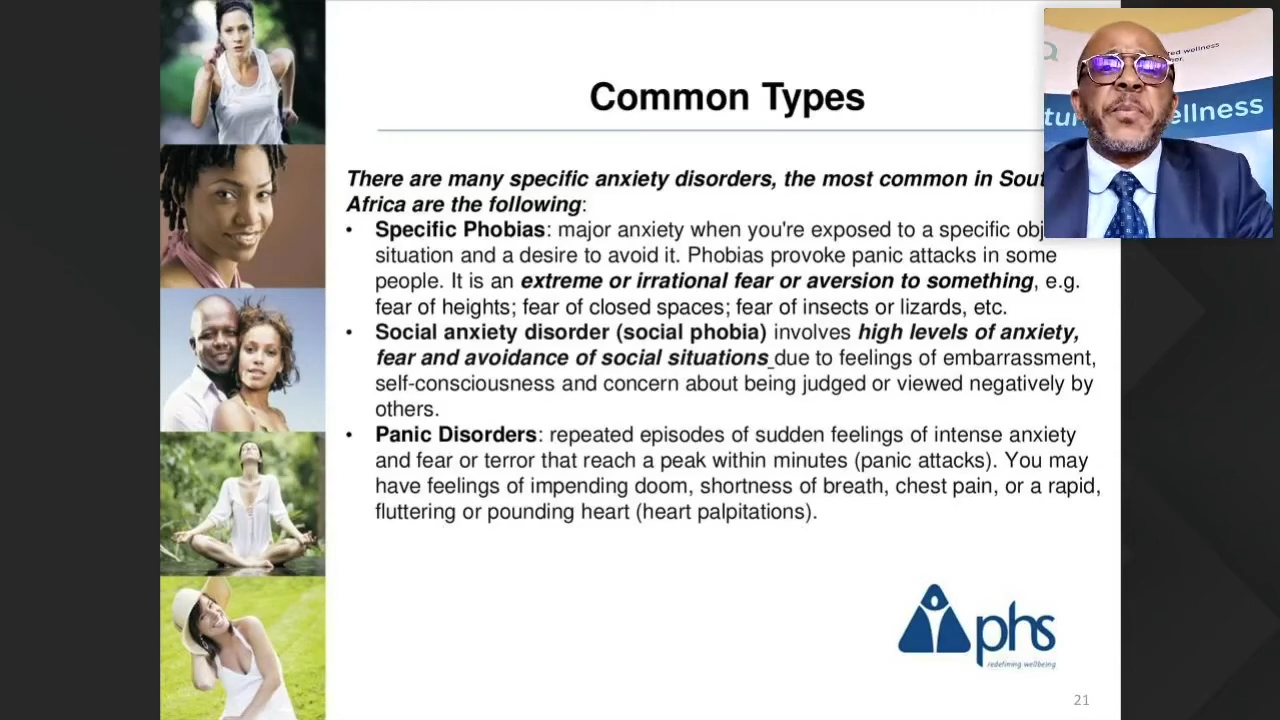 Common Types
There are many specific anxiety disorders, the most common in
Africa are the following:
• Specific Phobias: major anxiety when you're exposed to a specific
situation and a desire to avoid it. Phobias provoke panic attacks in some
people. It is an extreme or irrational fear or aversion to something, e.g.
fear of heights; fear of closed spaces; fear of insects or lizards, etc.
• Social anxiety disorder (social phobia) involves high levels of anxiety,
fear and avoidance of social situations due to feelings of embarrassment,
self-consciousness and concern about being judged or viewed negatively by
others.
• Panic Disorders: repeated episodes of sudden feelings of intense anxiety
and fear or terror that reach a peak within minutes (panic attacks). You may
have feelings of impending doom, shortness of breath, chest pain, or a rapid,
fluttering or pounding heart (heart palpitations).
phs
redefining wellbeing
21
wellness
ellness